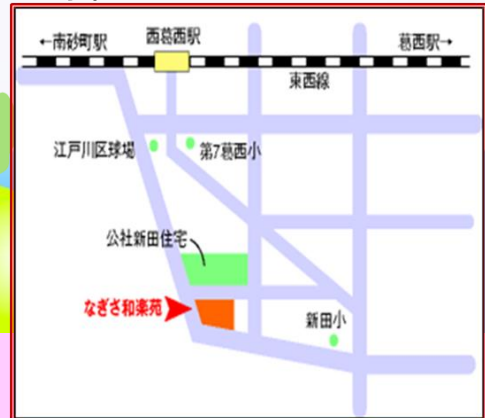 ←南砂町駅
西葛西駅
葛西駅→
東西線
江戸川区球場
第7葛西小
公社新田住宅
なぎさ和楽苑
新田小